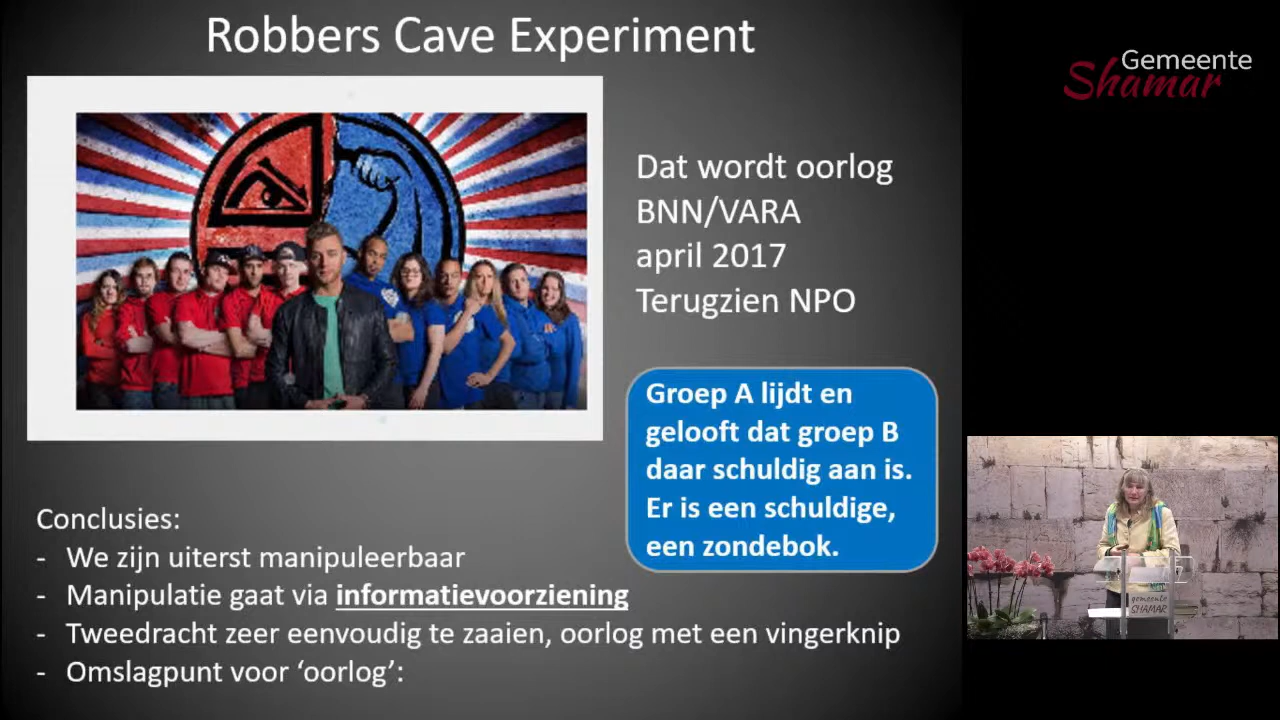 Robbers Cave Experiment
Gemeente
Shamar
Dat wordt oorlog
BNN/VARA
april 2017
Terugzien NPO
Groep A lijdt en
gelooft dat groep B
daar schuldig aan is.
Er is een schuldige,
een zondebok.
Conclusies:
- We zijn uiterst manipuleerbaar
- Manipulatie gaat via informatievoorziening
- Tweedracht zeer eenvoudig te zaaien, oorlog met een vingerknip
- Omslagpunt voor ‘oorlog’:
gemeente
SHAMAR